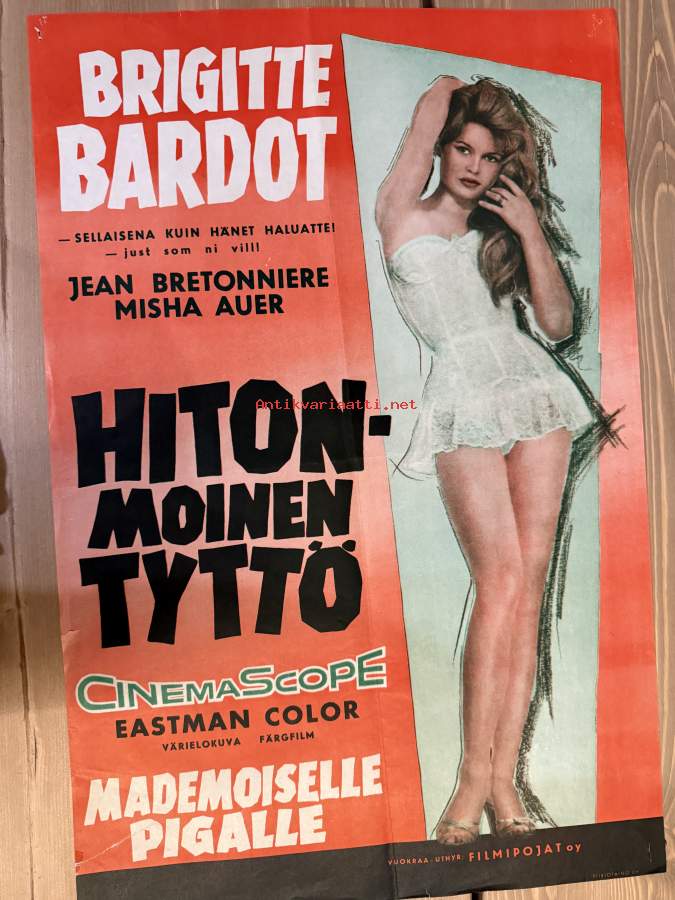 BRIGITTE
BARDOT
— SELLAISENA KUIN HÄNET HALUATTE!
— just som ni vill!
JEAN BRETONNIERE
MISHA AUER
Antikvariaatti.net
HITON-
MOINEN
TYTTÖ
CINEMASCOPE
EASTMAN COLOR
VÄRIELOKUVA FÄRGFILM
MADEMOISELLE
PIGALLE
VUOKRAA - UTHYR: FILMIPOJAT OY